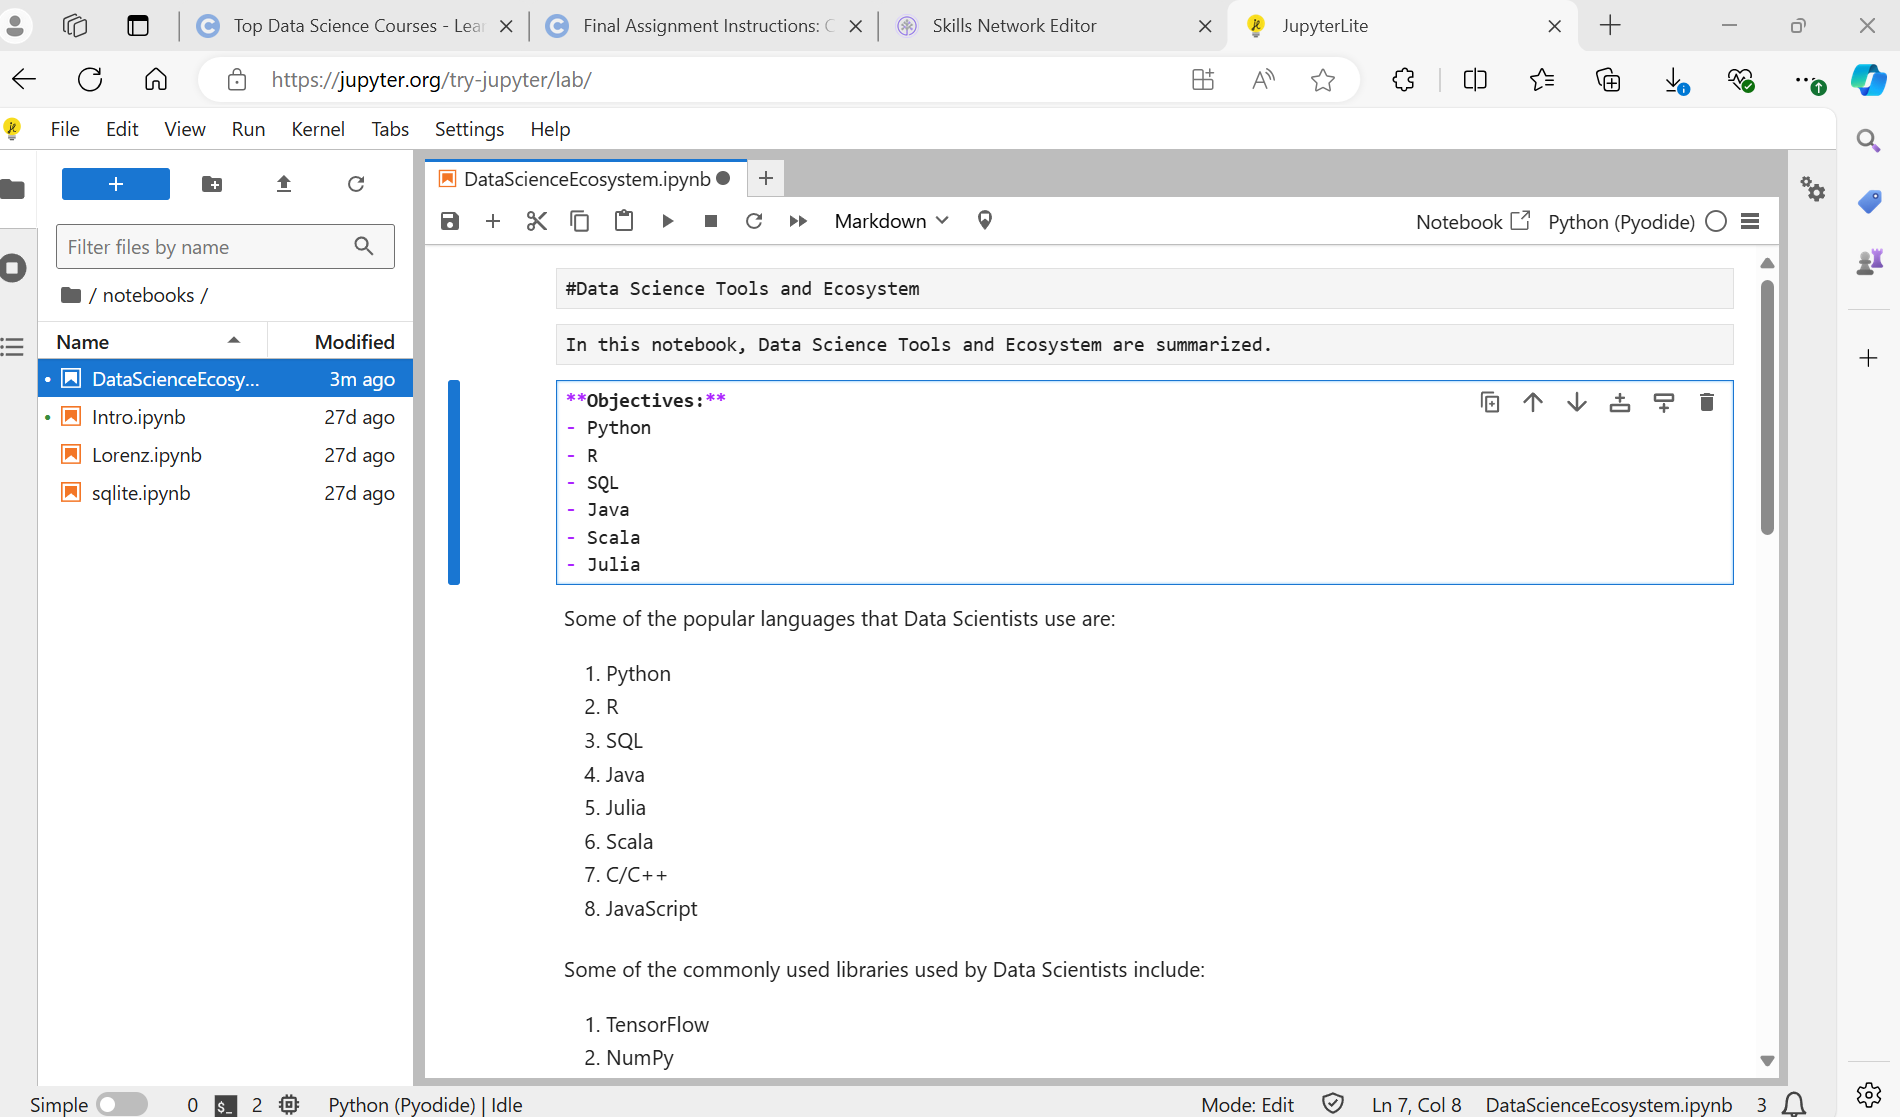 Top Data Science Courses - Lear
Final Assignment Instructions: C
Skills Network Editor
JupyterLite
https://jupyter.org/try-jupyter/lab/
File Edit View Run Kernel Tabs Settings Help
DataScienceEcosystem.ipynb
Filter files by name
/ notebooks /
Name Modified
DataScienceEcosy... 3m ago
Intro.ipynb 27d ago
Lorenz.ipynb 27d ago
sqlite.ipynb 27d ago
Markdown
Notebook
Python (Pyodide)
#Data Science Tools and Ecosystem
In this notebook, Data Science Tools and Ecosystem are summarized.
**Objectives:**
- Python
- R
- SQL
- Java
- Scala
- Julia
Some of the popular languages that Data Scientists use are:
1. Python
2. R
3. SQL
4. Java
5. Julia
6. Scala
7. C/C++
8. JavaScript
Some of the commonly used libraries used by Data Scientists include:
1. TensorFlow
2. NumPy
Simple 0 $_ 2 Python (Pyodide) | Idle Mode: Edit Ln 7, Col 8 DataScienceEcosystem.ipynb 3